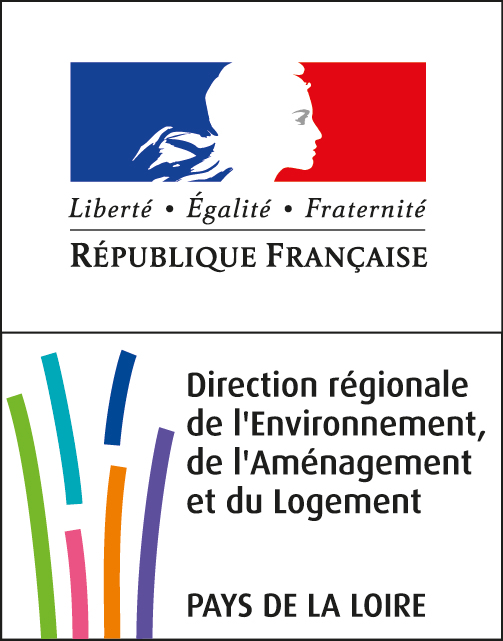 Liberté • Égalité • Fraternité
RÉPUBLIQUE FRANÇAISE
Direction régionale
de l'Environnement,
de l'Aménagement
et du Logement
PAYS DE LA LOIRE